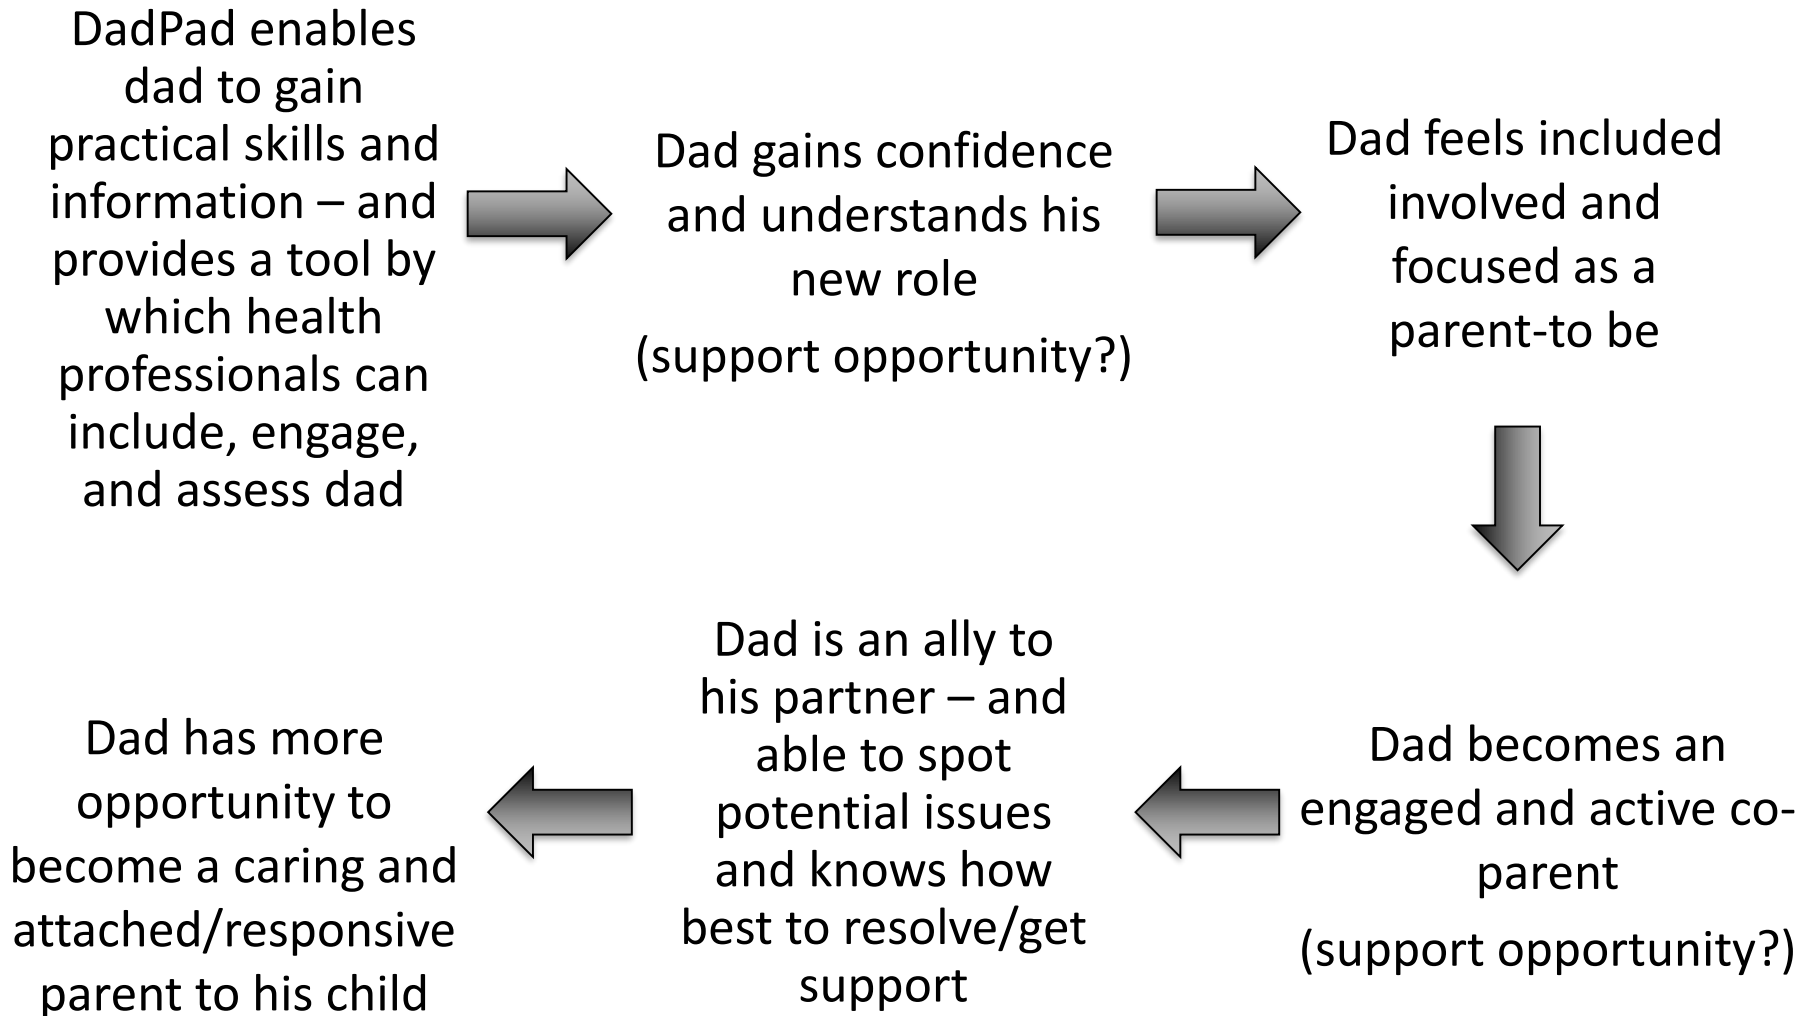 DadPad enables
dad to gain
practical skills and
information – and
provides a tool by
which health
professionals can
include, engage,
and assess dad
Dad gains confidence
and understands his
new role
(support opportunity?)
Dad feels included
involved and
focused as a
parent-to be
Dad becomes an
engaged and active co-
parent
(support opportunity?)
Dad is an ally to
his partner – and
able to spot
potential issues
and knows how
best to resolve/get
support
Dad has more
opportunity to
become a caring and
attached/responsive
parent to his child